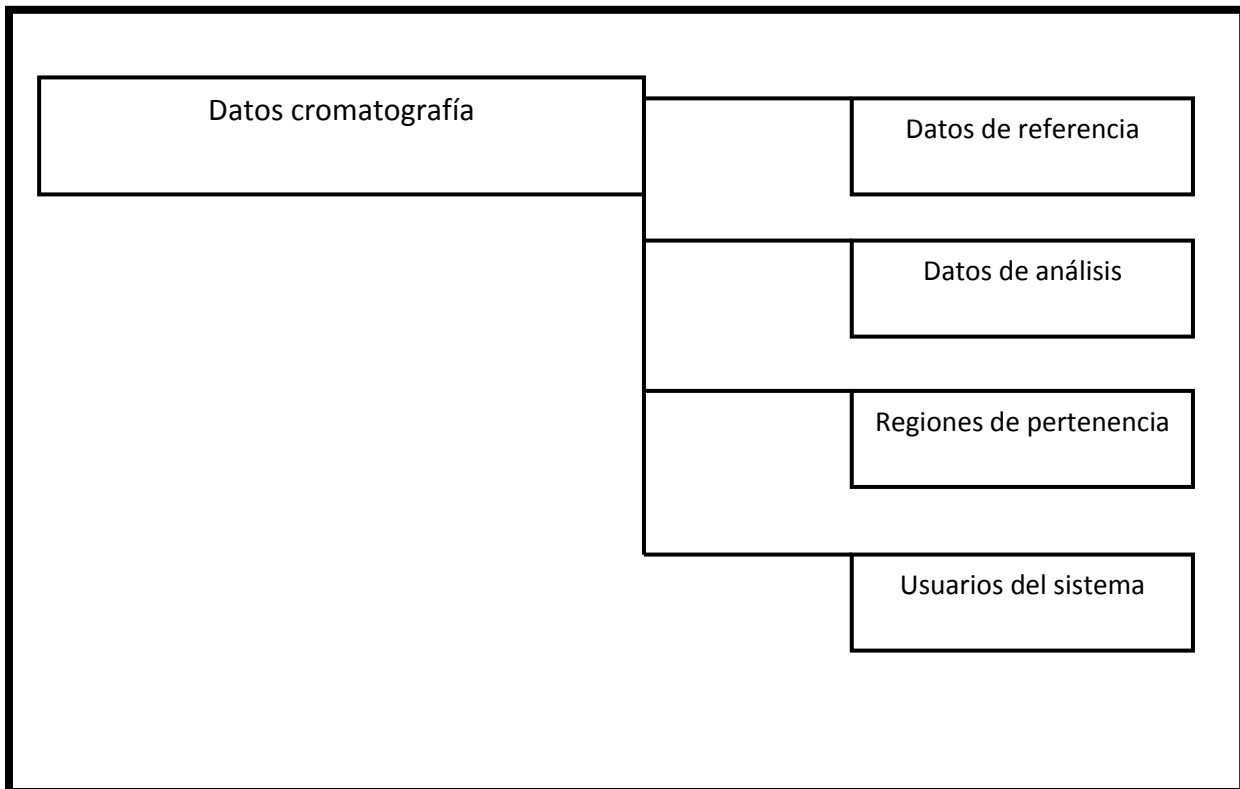 Datos cromatografía
Datos de referencia
Datos de análisis
Regiones de pertenencia
Usuarios del sistema